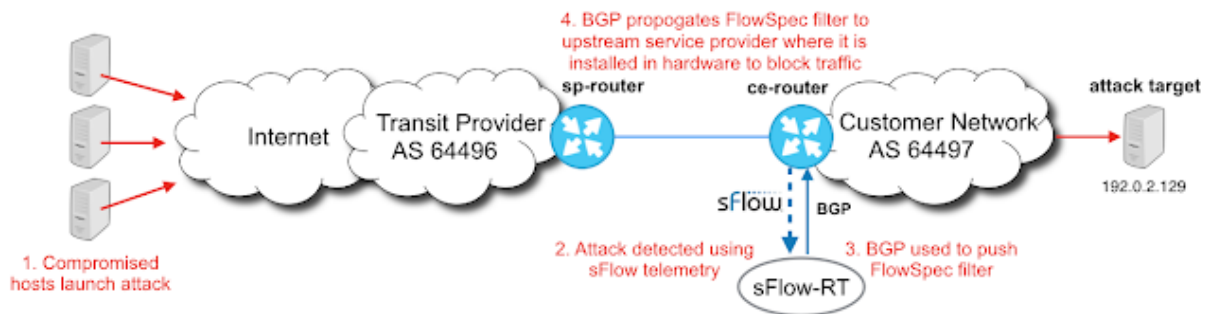 4. BGP propogates FlowSpec filter to
upstream service provider where it is
installed in hardware to block traffic
sp-router
ce-router
attack target
Internet
Transit Provider
AS 64496
Customer Network
AS 64497
192.0.2.129
sFlow
BGP
1. Compromised
hosts launch attack
2. Attack detected using
sFlow telemetry
3. BGP used to push
FlowSpec filter
sFlow-RT